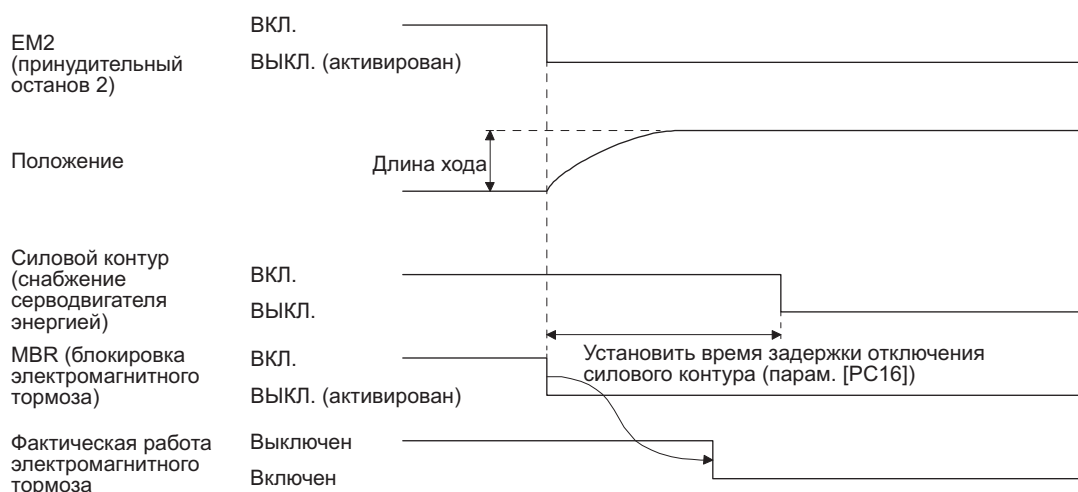 EM2
(принудительный
останов 2)
ВКЛ.
ВЫКЛ. (активирован)
Положение
Длина хода
Силовой контур
(снабжение
серводвигателя
энергией)
ВКЛ.
ВЫКЛ.
Установить время задержки отключения
силового контура (парам. [PC16])
MBR (блокировка
электромагнитного
тормоза)
ВКЛ.
ВЫКЛ. (активирован)
Фактическая работа
электромагнитного
тормоза
Выключен
Включен